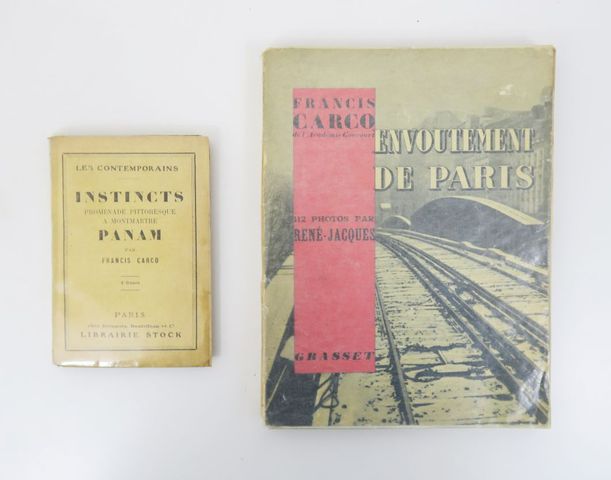 LES CONTEMPORAINS
INSTINCTS
PROMENADE PITTORESQUE
A MONTMARTRE
PANAM
PAR
FRANCIS CARCO
PARIS
LIBRAIRIE STOCK
FRANCIS
CARCO
de l'Académie Goncourt
ENVOUTEMENT
DE PARIS
112 PHOTOS PAR
RENÉ-JACQUES
GRASSET